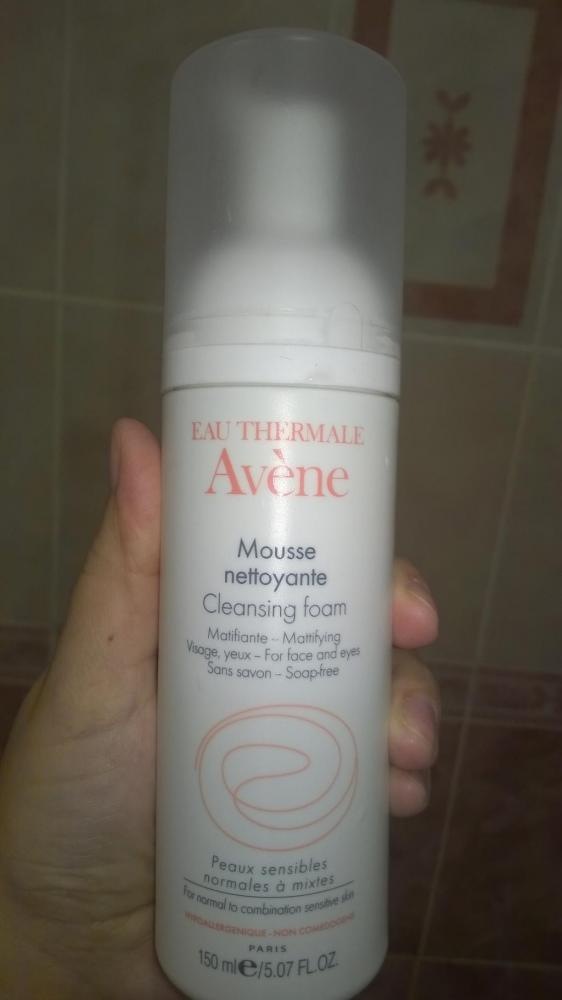 EAU THERMALE
Avène
Mousse
nettoyante
Cleansing foam
Matifiante - Mattifying
Visage, yeux - For face and eyes
Sans savon - Soap-free
Peaux sensibles
normales à mixtes
For normal to combination sensitive skin
HYPOALLERGENIQUE - NON COMEDOGENE
PARIS
150 ml e/5.07 FL.OZ.